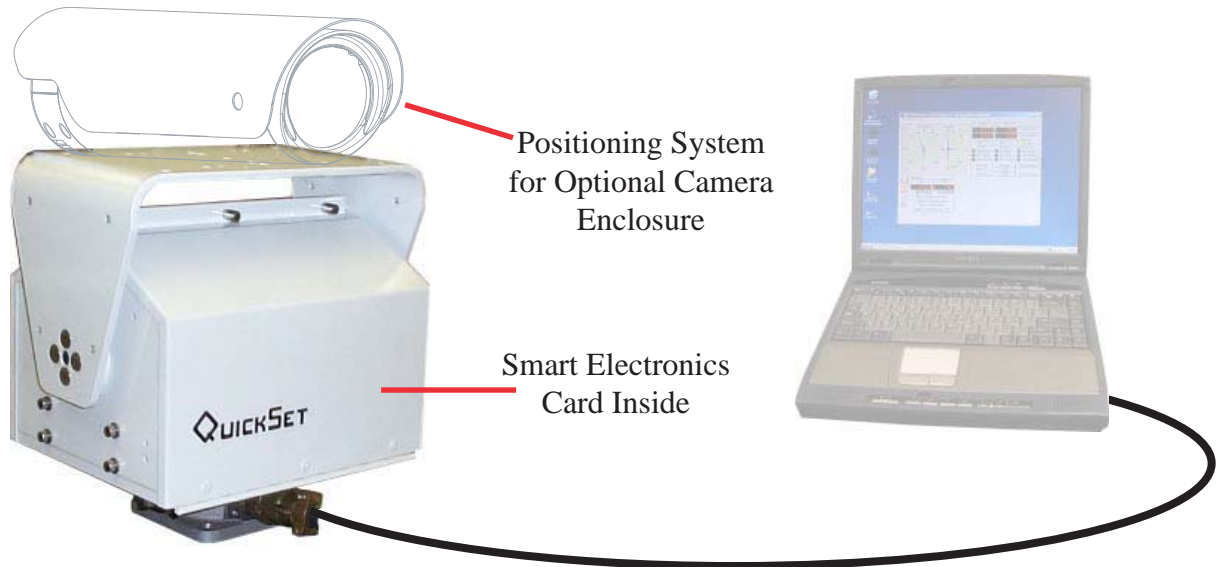 Positioning System
for Optional Camera
Enclosure
Smart Electronics
Card Inside
QUICKSET